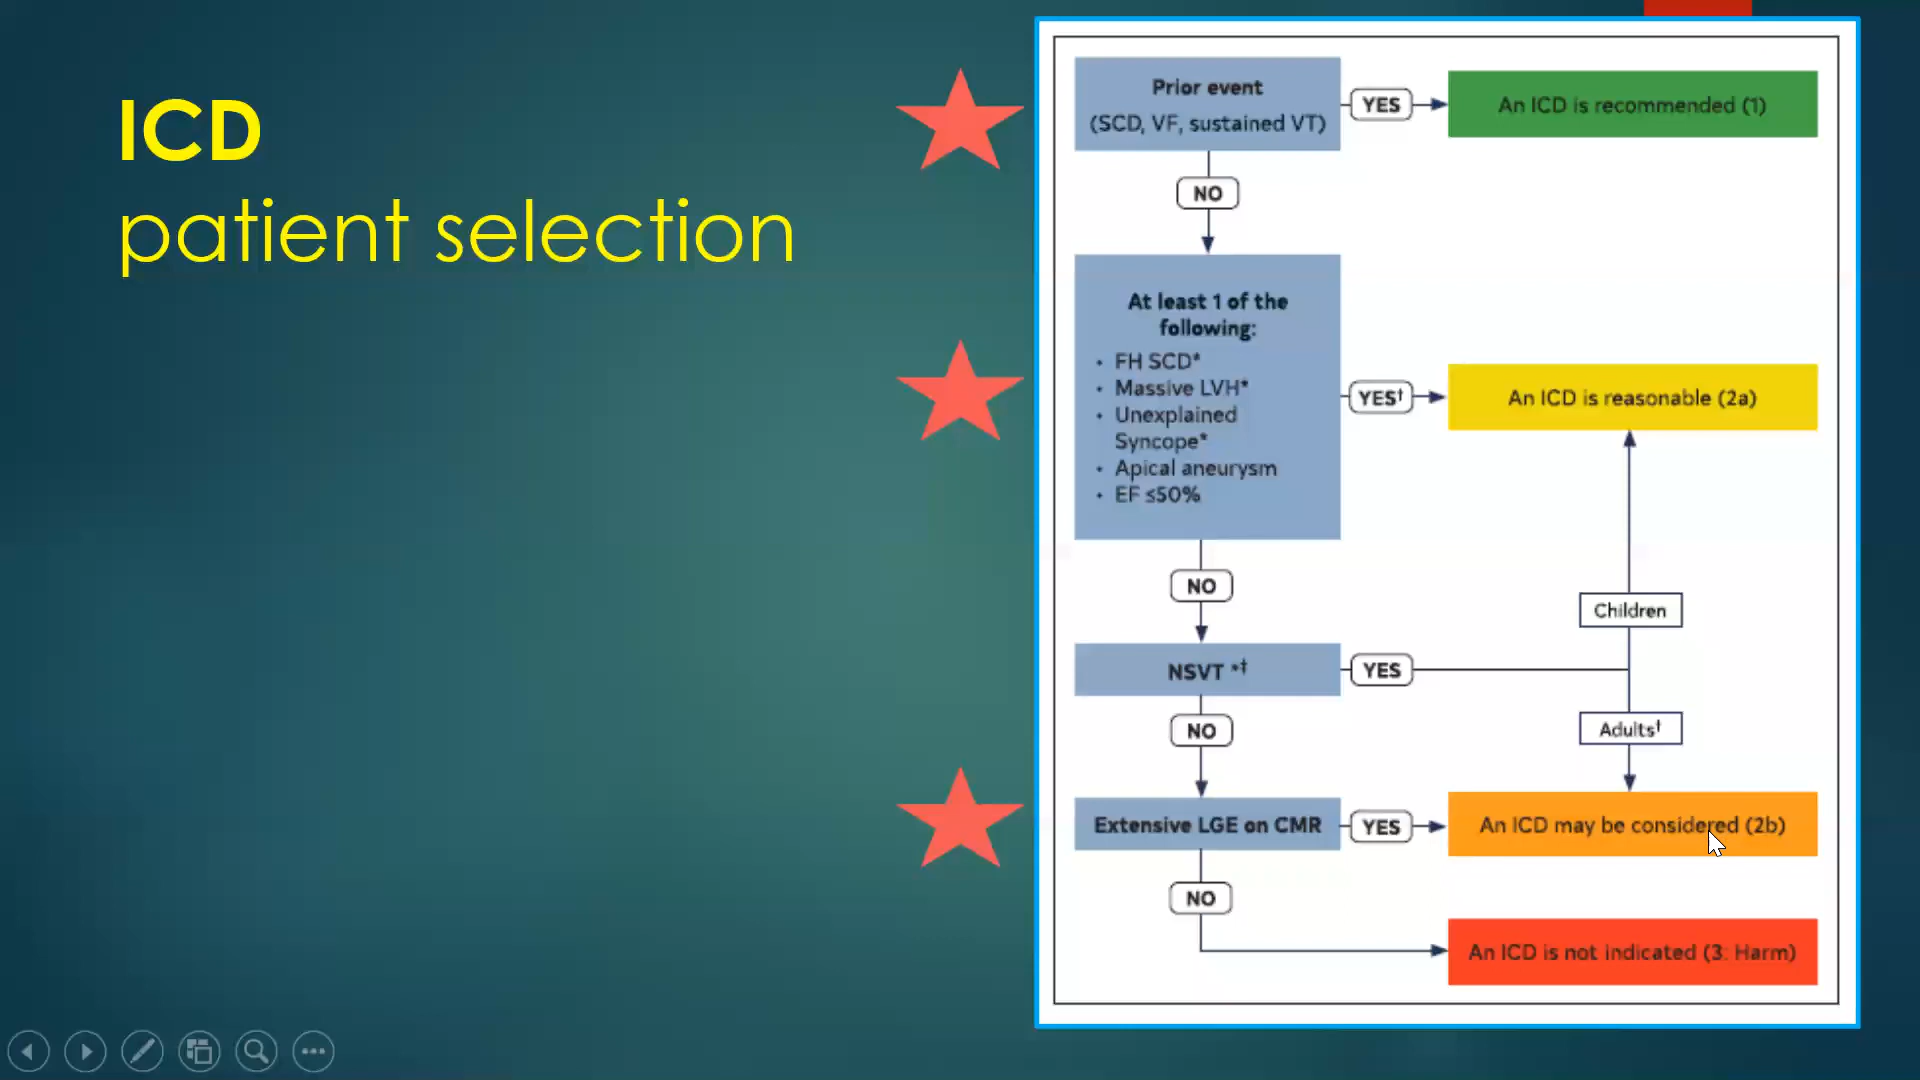 ICD
patient selection
Prior event
(SCD, VF, sustained VT)
YES
An ICD is recommended (1)
NO
At least 1 of the
following:
• FH SCD*
• Massive LVH*
• Unexplained
Syncope*
• Apical aneurysm
• EF ≤50%
YES†
An ICD is reasonable (2a)
NO
Children
NSVT *‡
YES
Adults†
NO
Extensive LGE on CMR
YES
An ICD may be considered (2b)
NO
An ICD is not indicated (3: Harm)